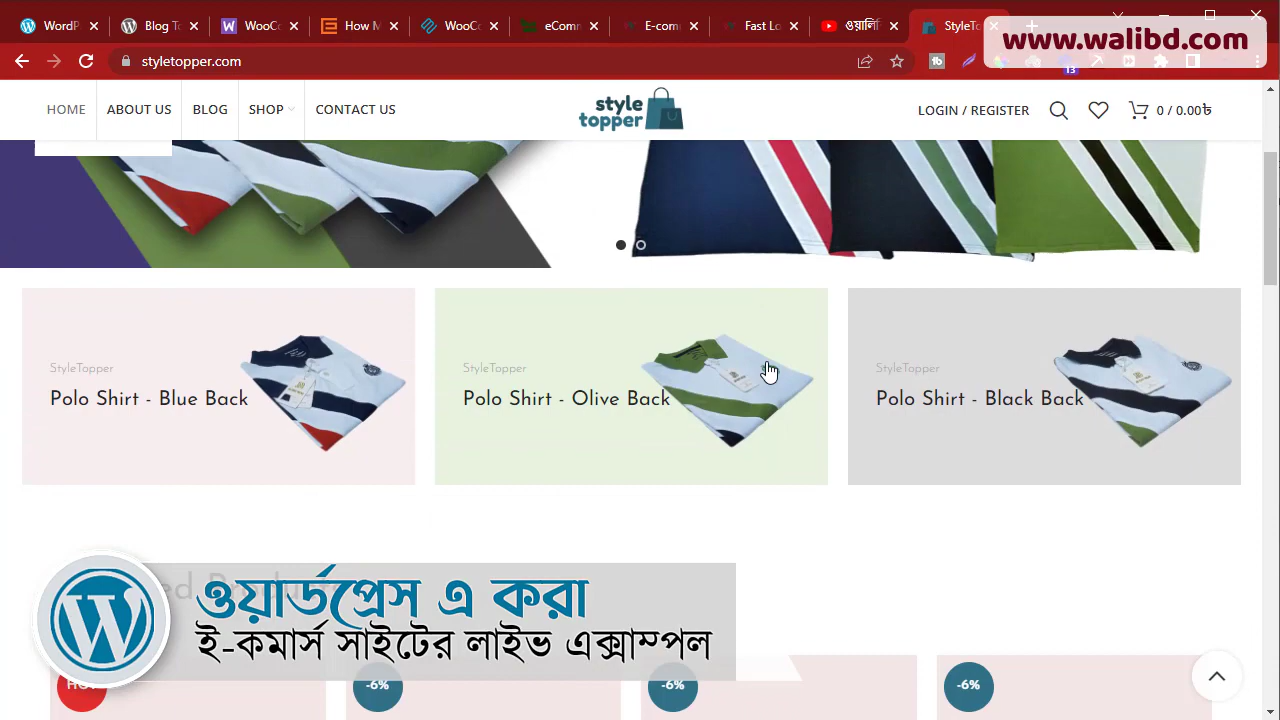 WordP
Blog To
WooCo
How M
WooCo
eComm
E-com
Fast Lo
ওয়ালি
StyleTo
www.walibd.com
styletopper.com
13
HOME
ABOUT US
BLOG
SHOP
CONTACT US
style topper
LOGIN / REGISTER
0 / 0.00৳
StyleTopper
Polo Shirt - Blue Back
StyleTopper
Polo Shirt - Olive Back
StyleTopper
Polo Shirt - Black Back
ওয়ার্ডপ্রেস এ করা
ই-কমার্স সাইটের লাইভ এক্সাম্পল
HOT
-6%
-6%
-6%